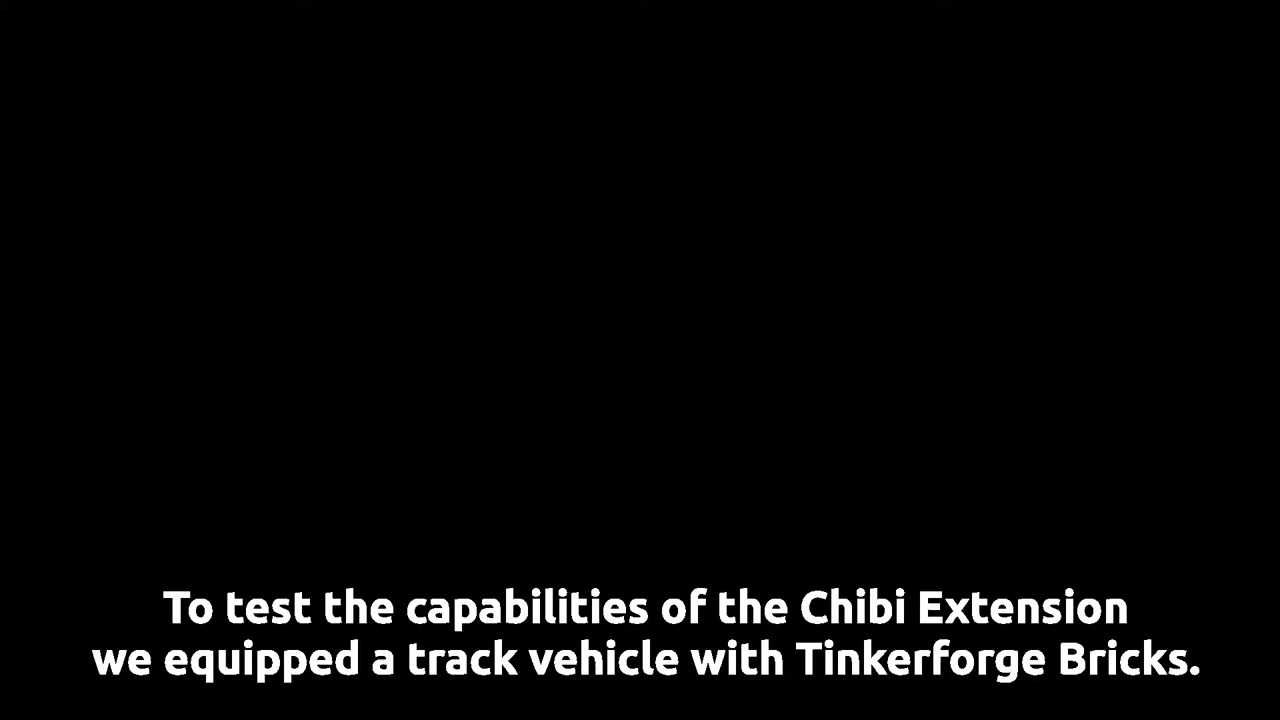 To test the capabilities of the Chibi Extension
we equipped a track vehicle with Tinkerforge Bricks.